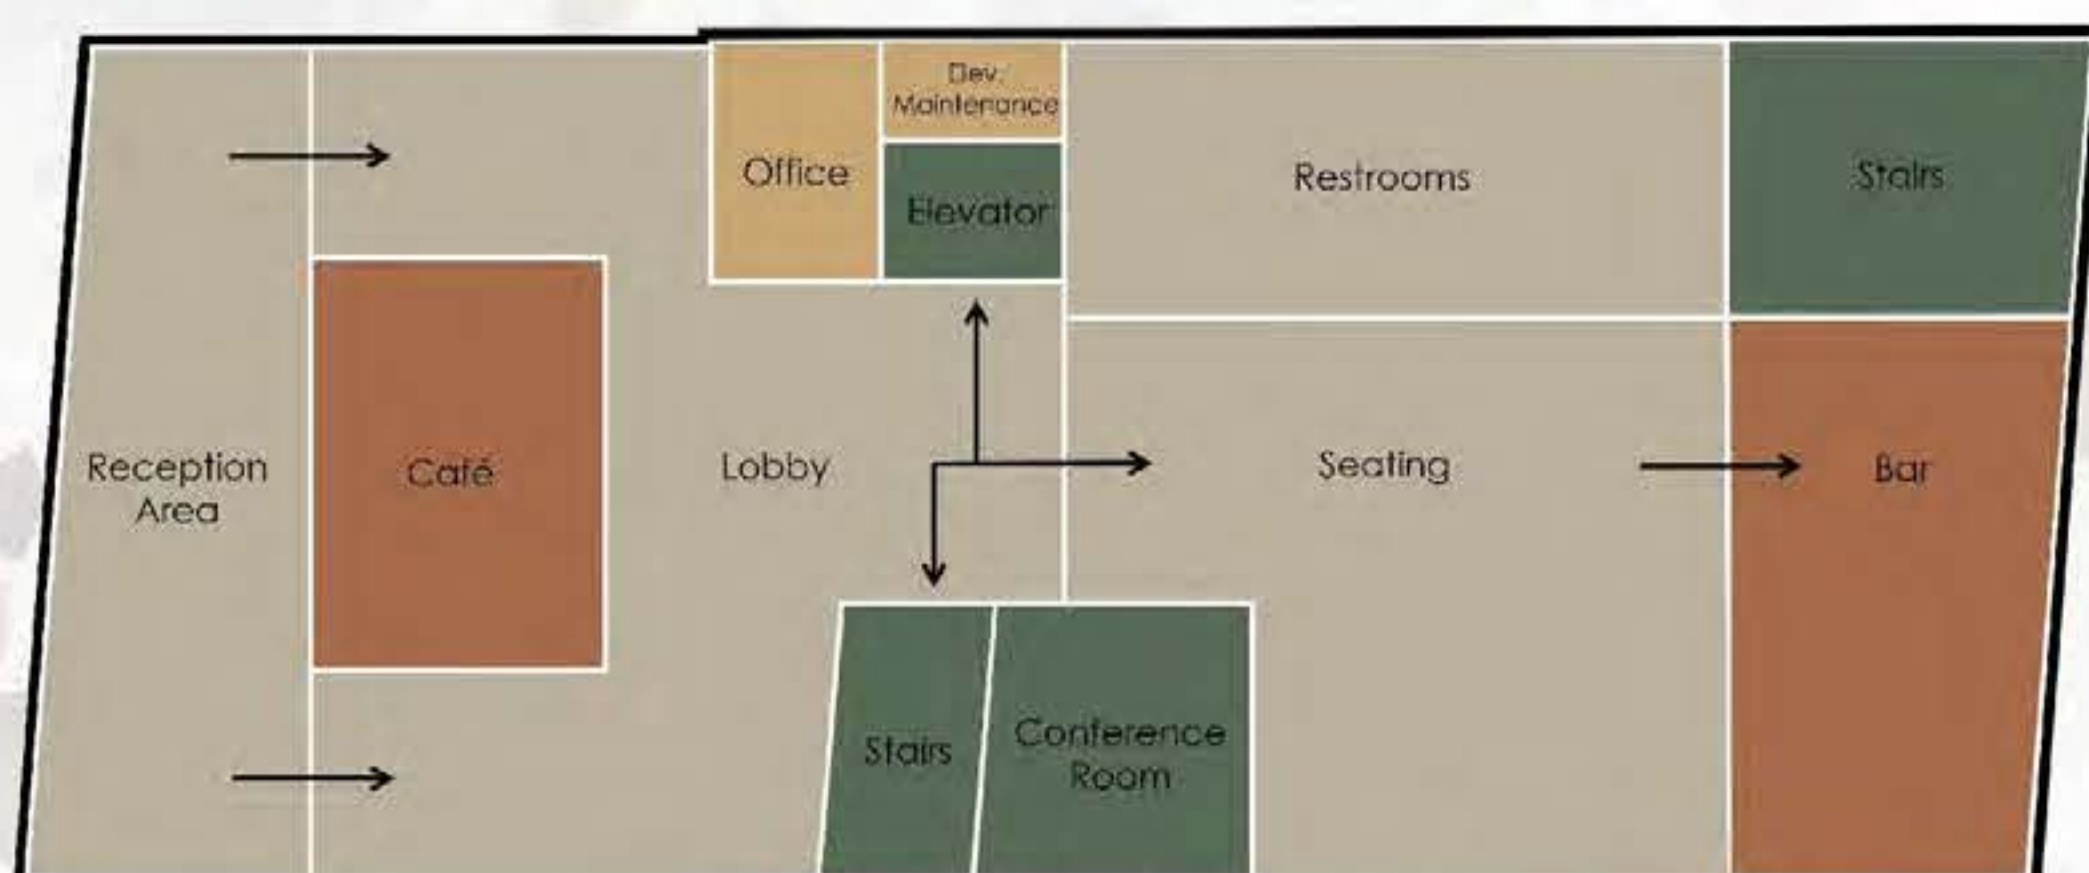 Dev.
Maintenance
Office
Elevator
Restrooms
Stairs
Reception
Area
Café
Lobby
Seating
Bar
Stairs
Conference
Room